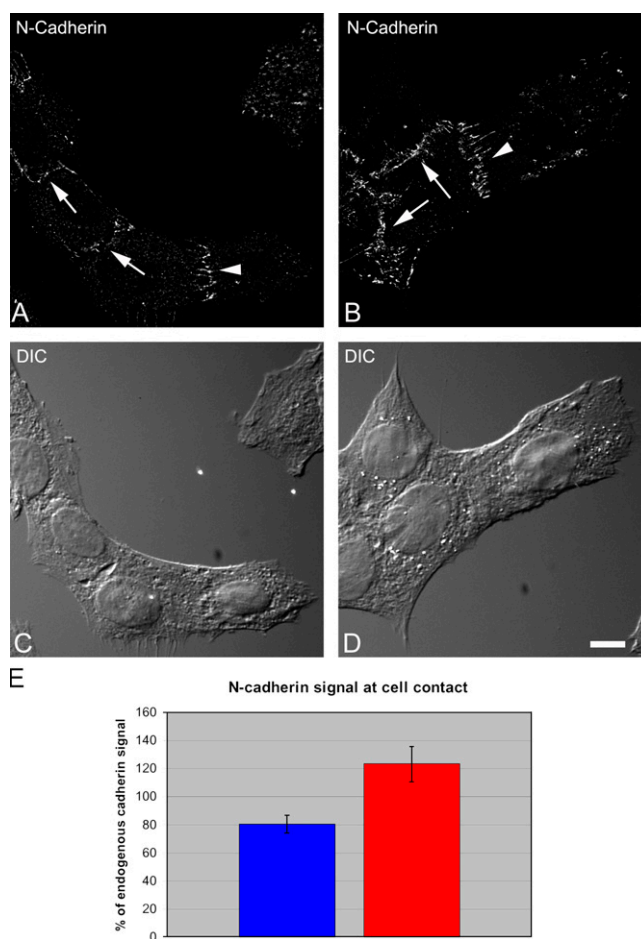 N-Cadherin
N-Cadherin
A
B
DIC
DIC
C
D
E
N-cadherin signal at cell contact
% of endogenous cadherin signal
160
140
120
100
80
60
40
20
0